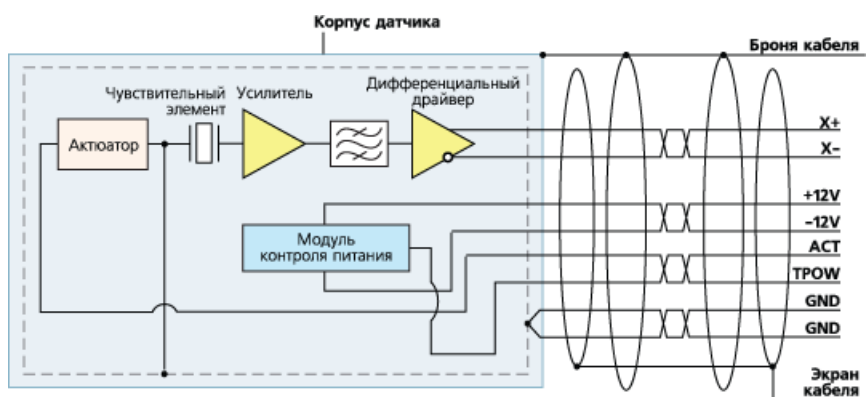 Корпус датчика
Броня кабеля
Чувствительный
элемент
Усилитель
Дифференциальный
драйвер
Актюатор
X+
X–
+12V
–12V
Модуль
контроля питания
ACT
TPOW
GND
GND
Экран
кабеля